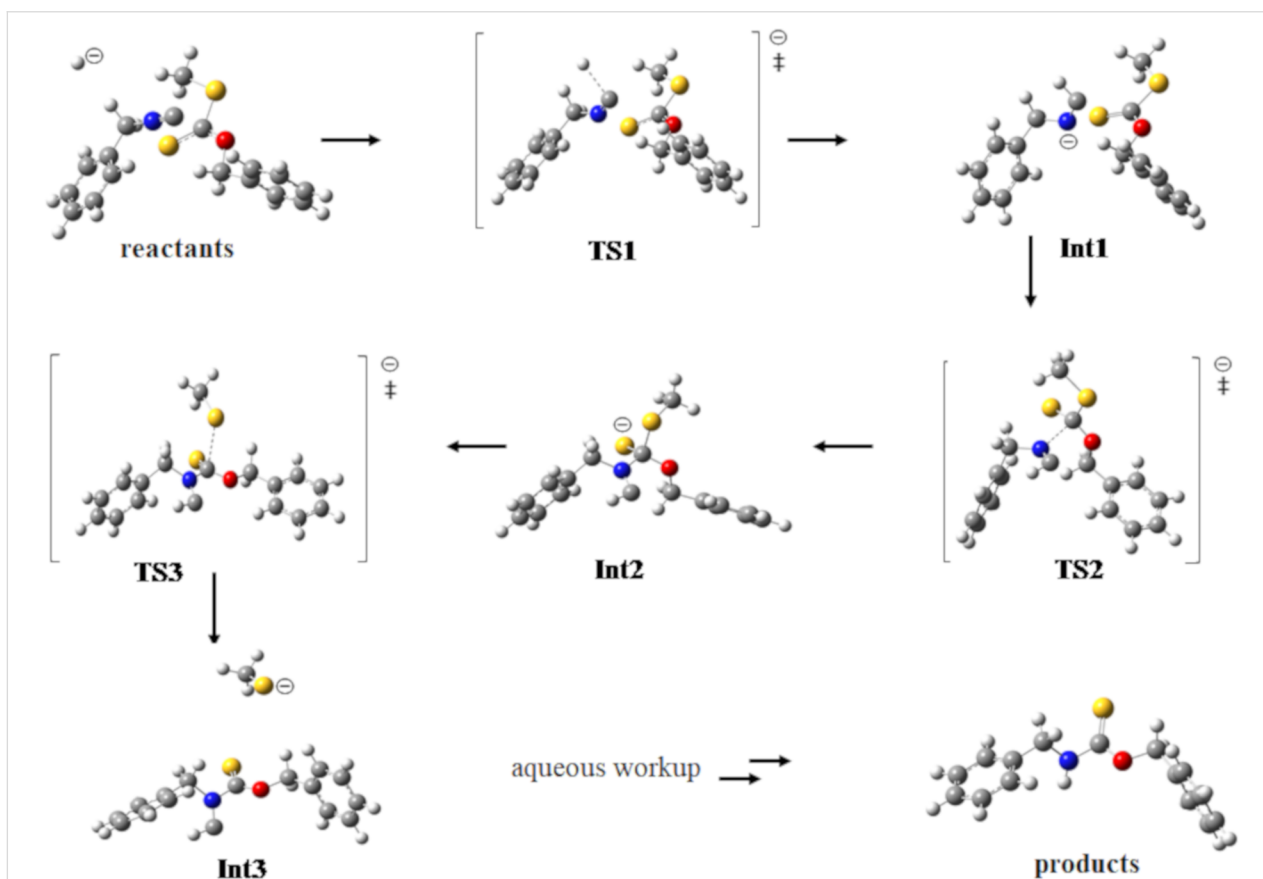 ⊖
⊖
‡
reactants
TS1
⊖
Int1
⊖
‡
⊖
⊖
‡
TS3
Int2
TS2
⊖
aqueous workup
Int3
products